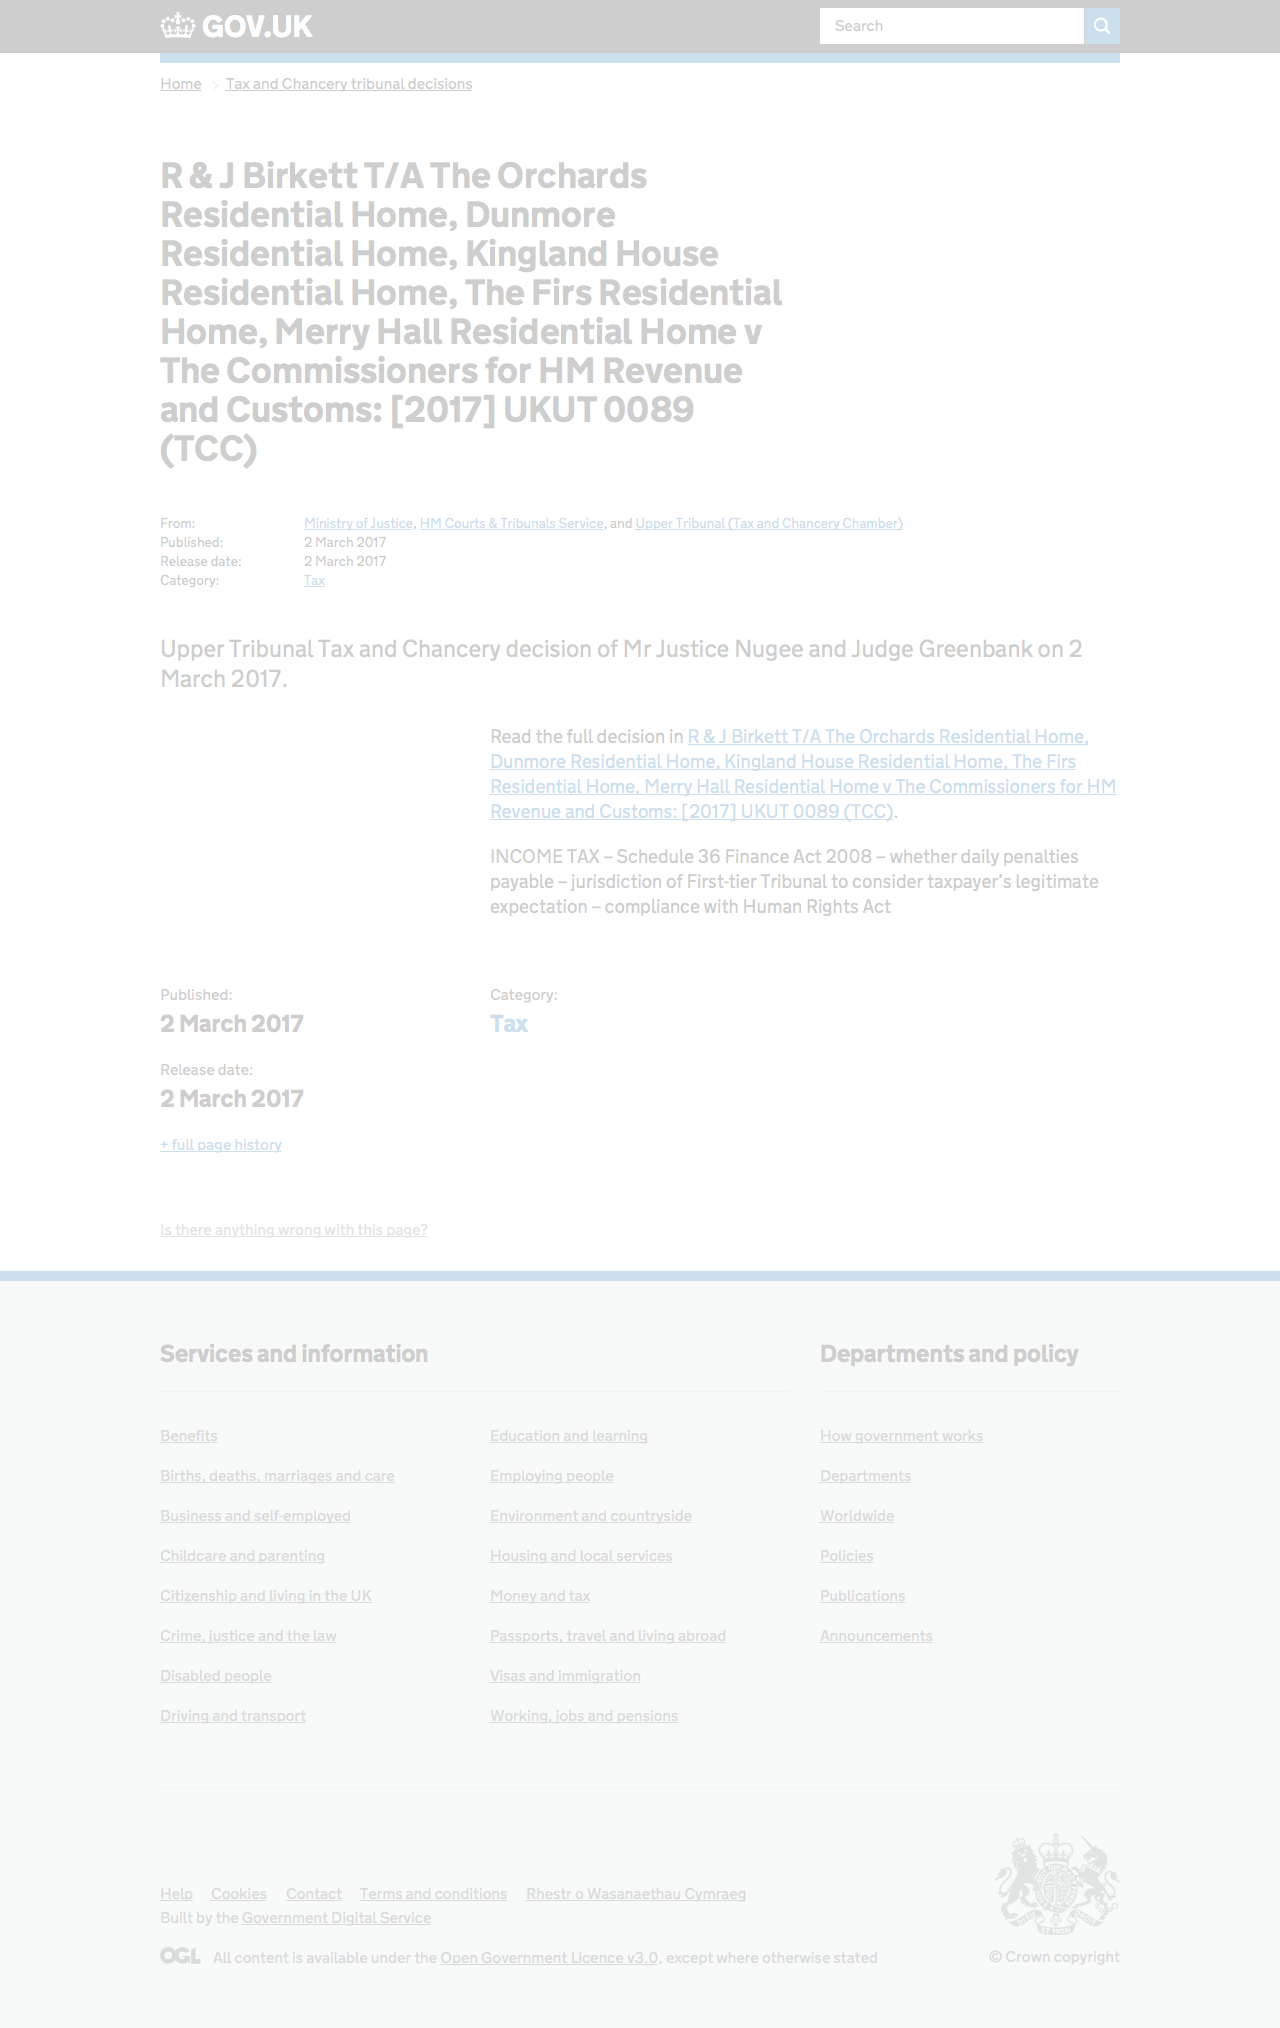 GOV.UK
Search
Home
Tax and Chancery tribunal decisions
R & J Birkett T/A The Orchards
Residential Home, Dunmore
Residential Home, Kingland House
Residential Home, The Firs Residential
Home, Merry Hall Residential Home v
The Commissioners for HM Revenue
and Customs: [2017] UKUT 0089
(TCC)
From: Ministry of Justice, HM Courts & Tribunals Service, and Upper Tribunal (Tax and Chancery Chamber)
Published: 2 March 2017
Release date: 2 March 2017
Category: Tax
Upper Tribunal Tax and Chancery decision of Mr Justice Nugee and Judge Greenbank on 2
March 2017.
Read the full decision in R & J Birkett T/A The Orchards Residential Home,
Dunmore Residential Home, Kingland House Residential Home, The Firs
Residential Home, Merry Hall Residential Home v The Commissioners for HM
Revenue and Customs: [2017] UKUT 0089 (TCC).
INCOME TAX – Schedule 36 Finance Act 2008 – whether daily penalties
payable – jurisdiction of First-tier Tribunal to consider taxpayer's legitimate
expectation – compliance with Human Rights Act
Published:
2 March 2017
Category:
Tax
Release date:
2 March 2017
+ full page history
Is there anything wrong with this page?
Services and information
Benefits
Births, deaths, marriages and care
Business and self-employed
Childcare and parenting
Citizenship and living in the UK
Crime, justice and the law
Disabled people
Driving and transport
Education and learning
Employing people
Environment and countryside
Housing and local services
Money and tax
Passports, travel and living abroad
Visas and immigration
Working, jobs and pensions
Departments and policy
How government works
Departments
Worldwide
Policies
Publications
Announcements
Help Cookies Contact Terms and conditions Rhestr o Wasanaethau Cymraeg
Built by the Government Digital Service
OGL All content is available under the Open Government Licence v3.0, except where otherwise stated
© Crown copyright